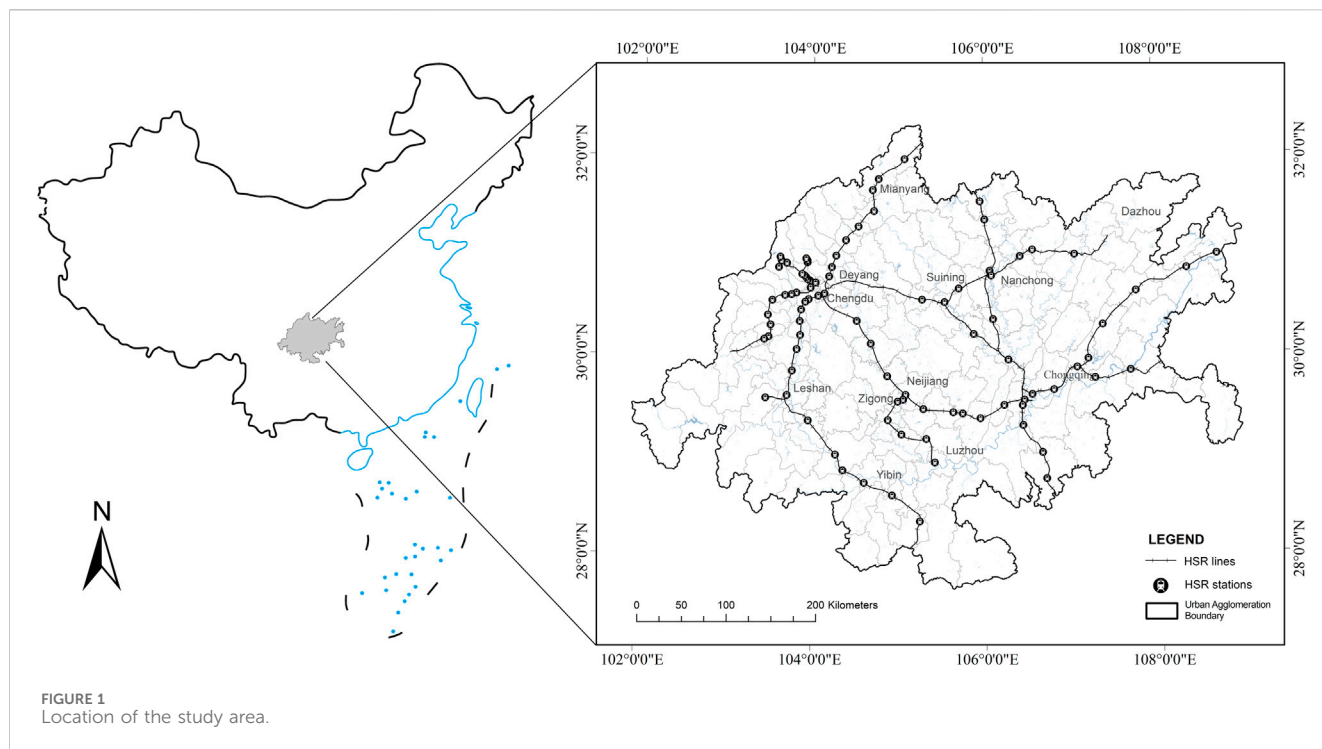 102°0'0"E
104°0'0"E
106°0'0"E
108°0'0"E
32°0'0"N
32°0'0"N
Mianyang
Dazhou
Deyang
Suining
Nanchong
Chengdu
30°0'0"N
30°0'0"N
Chongqing
Leshan
Neijiang
Zigong
Luzhou
Yibin
N
28°0'0"N
28°0'0"N
LEGEND
HSR lines
HSR stations
Urban Agglomeration
Boundary
0 50 100 200 Kilometers
102°0'0"E
104°0'0"E
106°0'0"E
108°0'0"E
FIGURE 1
Location of the study area.